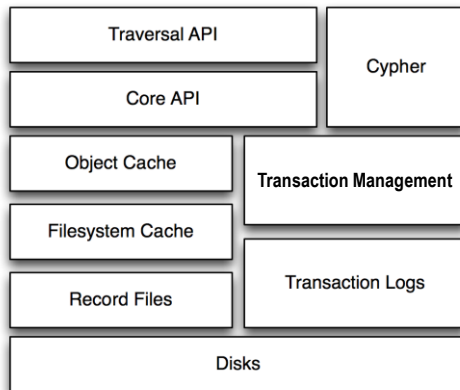 Traversal API
Cypher
Core API
Object Cache
Transaction Management
Filesystem Cache
Transaction Logs
Record Files
Disks